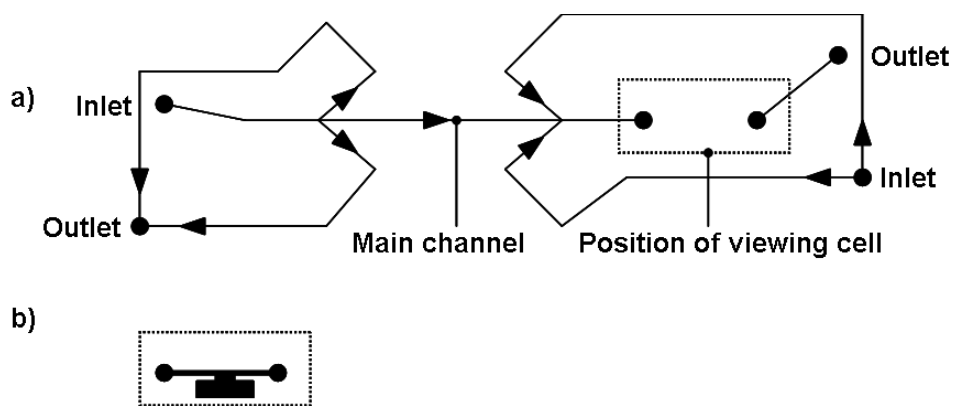 a)
Inlet
Outlet
Outlet
Inlet
Main channel
Position of viewing cell
b)